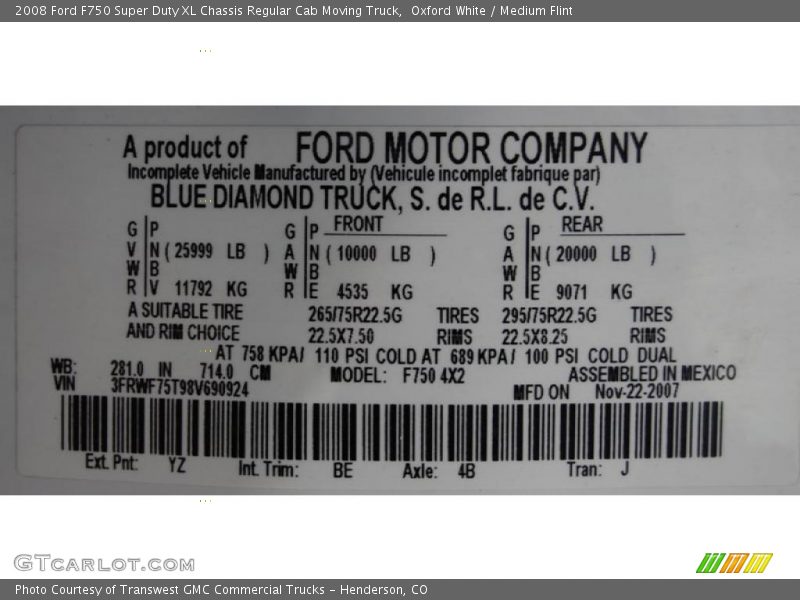 2008 Ford F750 Super Duty XL Chassis Regular Cab Moving Truck,  Oxford White / Medium Flint
A product of FORD MOTOR COMPANY
Incomplete Vehicle Manufactured by (Vehicule incomplet fabrique par)
BLUE DIAMOND TRUCK, S. de R.L. de C.V.
FRONT REAR
G P G P G P
V N ( 25999 LB ) A N ( 10000 LB ) A N ( 20000 LB )
W B W B W B
R V 11792 KG R E 4535 KG R E 9071 KG
A SUITABLE TIRE 265/75R22.5G TIRES 295/75R22.5G TIRES
AND RIM CHOICE 22.5X7.50 RIMS 22.5X8.25 RIMS
AT 758 KPA/ 110 PSI COLD AT 689 KPA/ 100 PSI COLD DUAL
WB: 281.0 IN 714.0 CM MODEL: F750 4X2 ASSEMBLED IN MEXICO
VIN 3FRWF75T98V690924 MFD ON Nov-22-2007
Ext. Pnt: YZ Int. Trim: BE Axle: 4B Tran: J
GTCARLOT.COM
Photo Courtesy of Transwest GMC Commercial Trucks - Henderson, CO